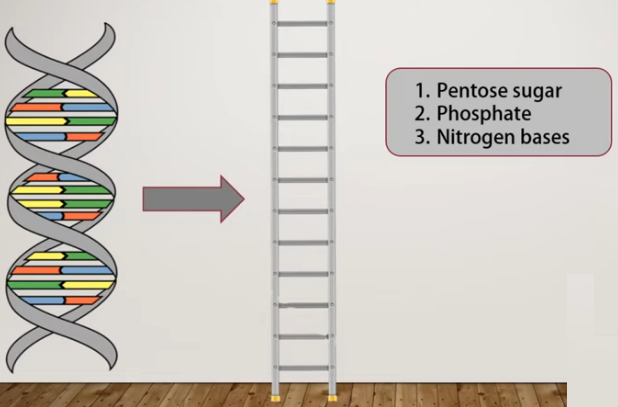 1. Pentose sugar
2. Phosphate
3. Nitrogen bases